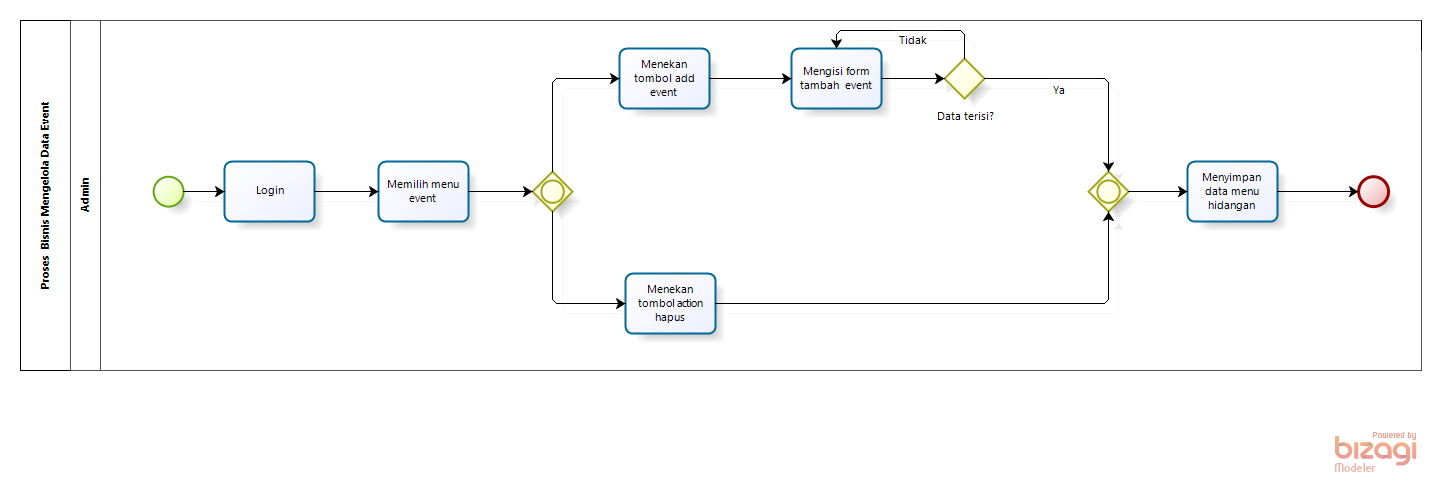 Proses Bisnis Mengelola Data Event
Admin
Login
Memilih menu
event
Menekan
tombol add
event
Mengisi form
tambah event
Tidak
Data terisi?
Ya
Menekan
tombol action
hapus
Menyimpan
data menu
hidangan
Powered by
bizagi
Modeler